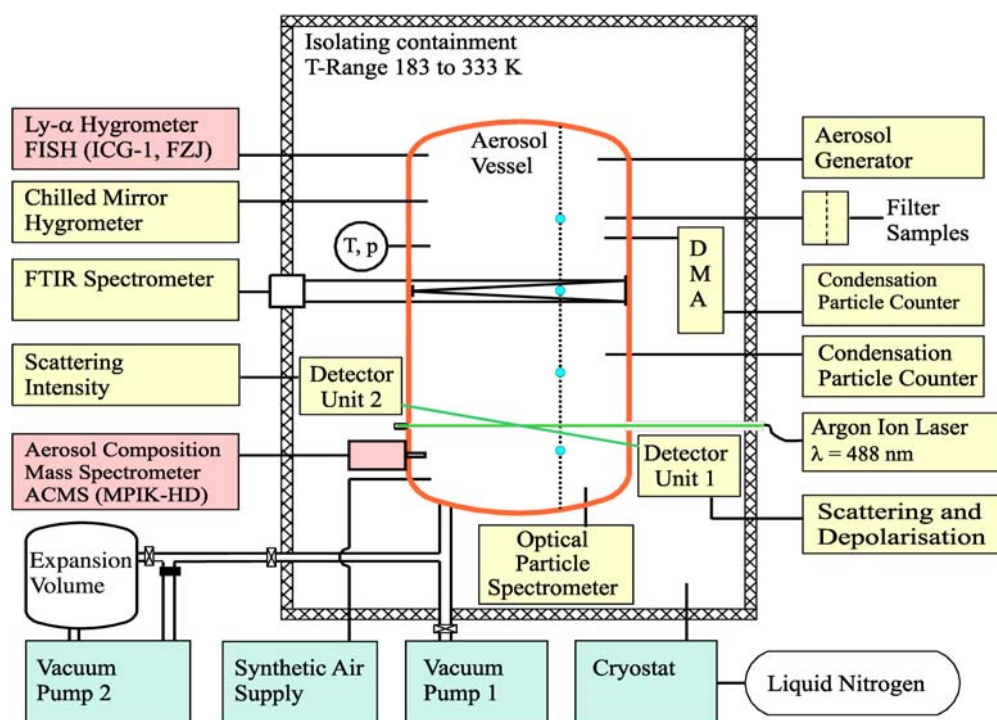 Isolating containment
T-Range 183 to 333 K
Ly-α Hygrometer
FISH (ICG-1, FZJ)
Chilled Mirror
Hygrometer
FTIR Spectrometer
Scattering
Intensity
Aerosol Composition
Mass Spectrometer
ACMS (MPIK-HD)
Aerosol
Vessel
T, p
Detector
Unit 2
D
M
A
Detector
Unit 1
Optical
Particle
Spectrometer
Aerosol
Generator
Filter
Samples
Condensation
Particle Counter
Condensation
Particle Counter
Argon Ion Laser
λ = 488 nm
Scattering and
Depolarisation
Expansion
Volume
Vacuum
Pump 2
Synthetic Air
Supply
Vacuum
Pump 1
Cryostat
Liquid Nitrogen